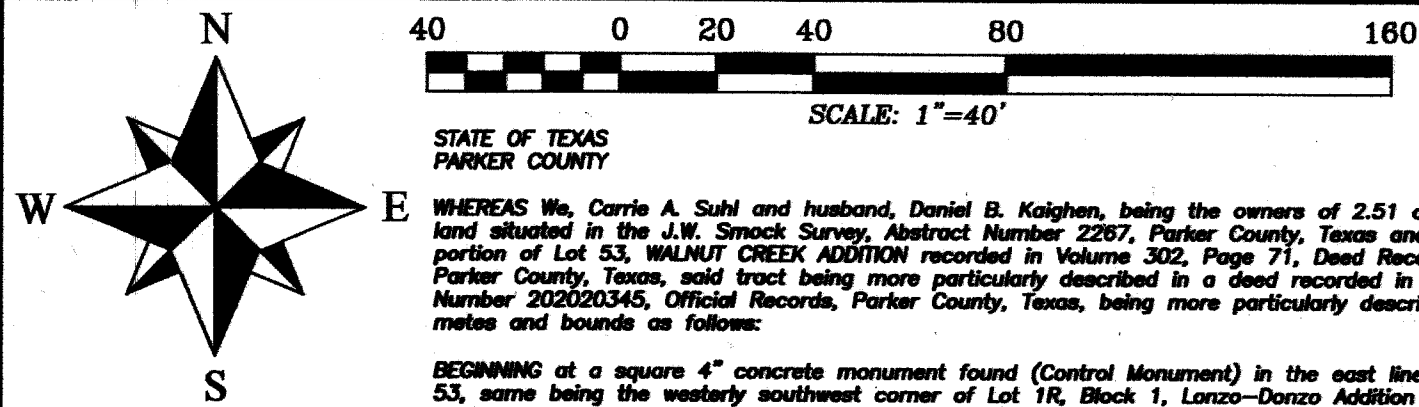 N
W
E
S
40 0 20 40 80 160
SCALE: 1"=40'
STATE OF TEXAS
PARKER COUNTY
WHEREAS We, Carrie A. Suhl and husband, Daniel B. Kaighen, being the owners of 2.51
land situated in the J.W. Smock Survey, Abstract Number 2267, Parker County, Texas and
portion of Lot 53, WALNUT CREEK ADDITION recorded in Volume 302, Page 71, Deed Reco
Parker County, Texas, said tract being more particularly described in a deed recorded in
Number 202020345, Official Records, Parker County, Texas, being more particularly descri
metes and bounds as follows:
BEGINNING at a square 4" concrete monument found (Control Monument) in the east line
53, same being the westerly southwest corner of Lot 1R, Block 1, Lonzo-Donzo Addition